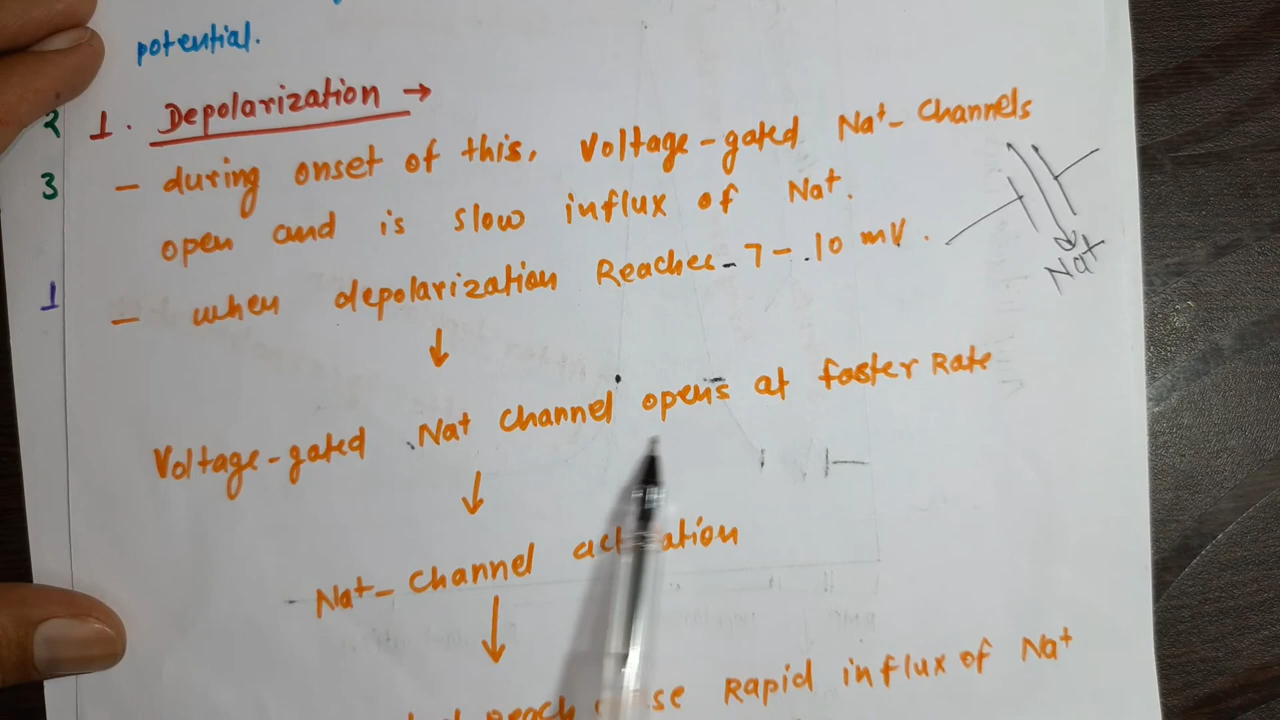 potential.
2 1. Depolarization →
3 - during onset of this, Voltage-gated Na+- Channels
open and is slow influx of Na+.
1 - when depolarization Reaches - 7 - 10 mV.
Na+
↓
Voltage-gated Na+ Channel opens at faster Rate
↓
Na+- Channel
↓
Rapid influx of Na+